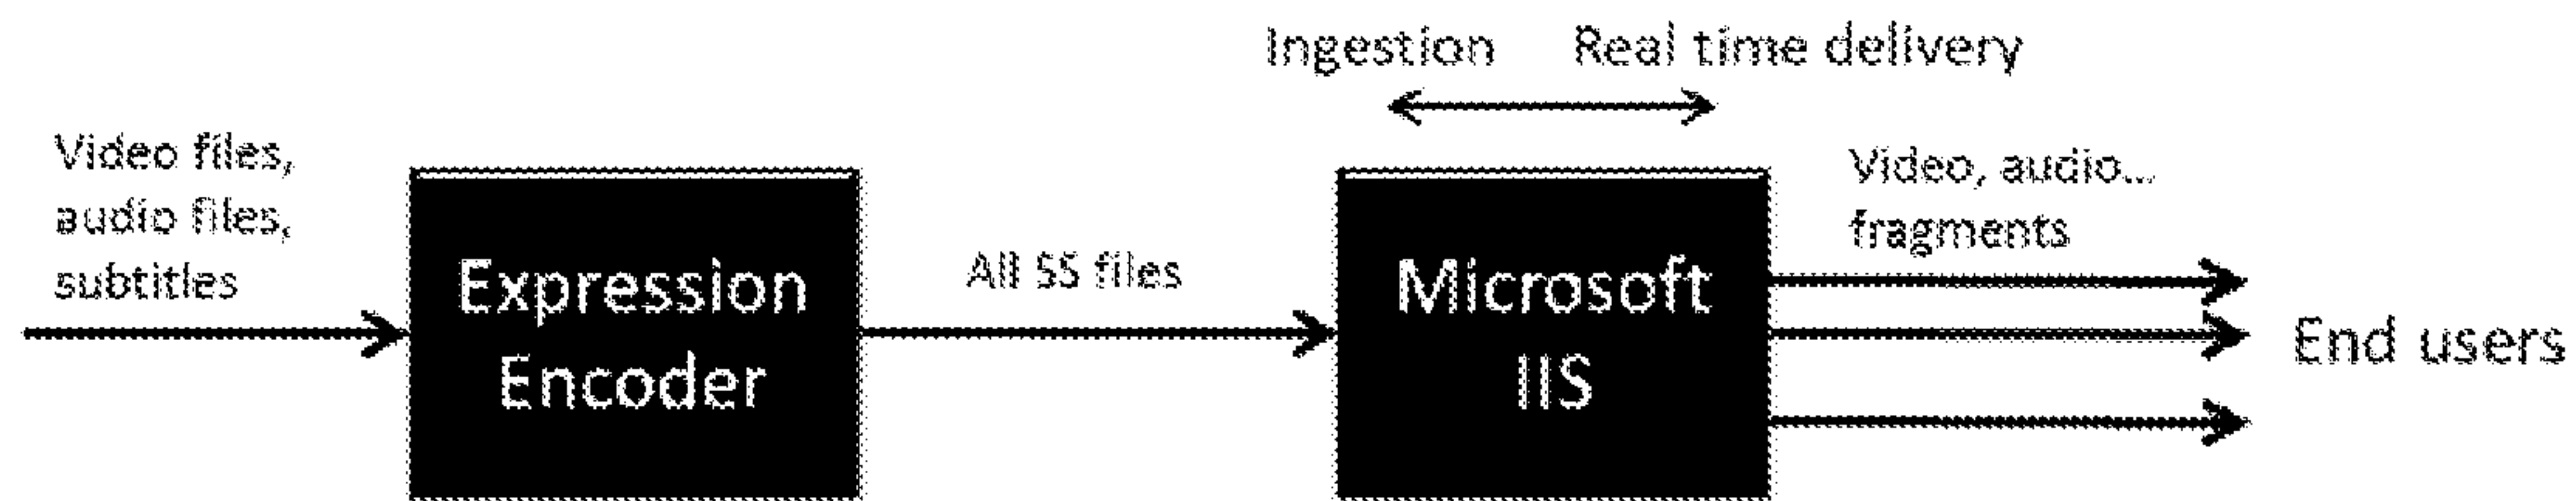 Ingestion Real time delivery
Video files,
audio files,
subtitles
Expression
Encoder
All SS files
Microsoft
IIS
Video, audio...
fragments
End users